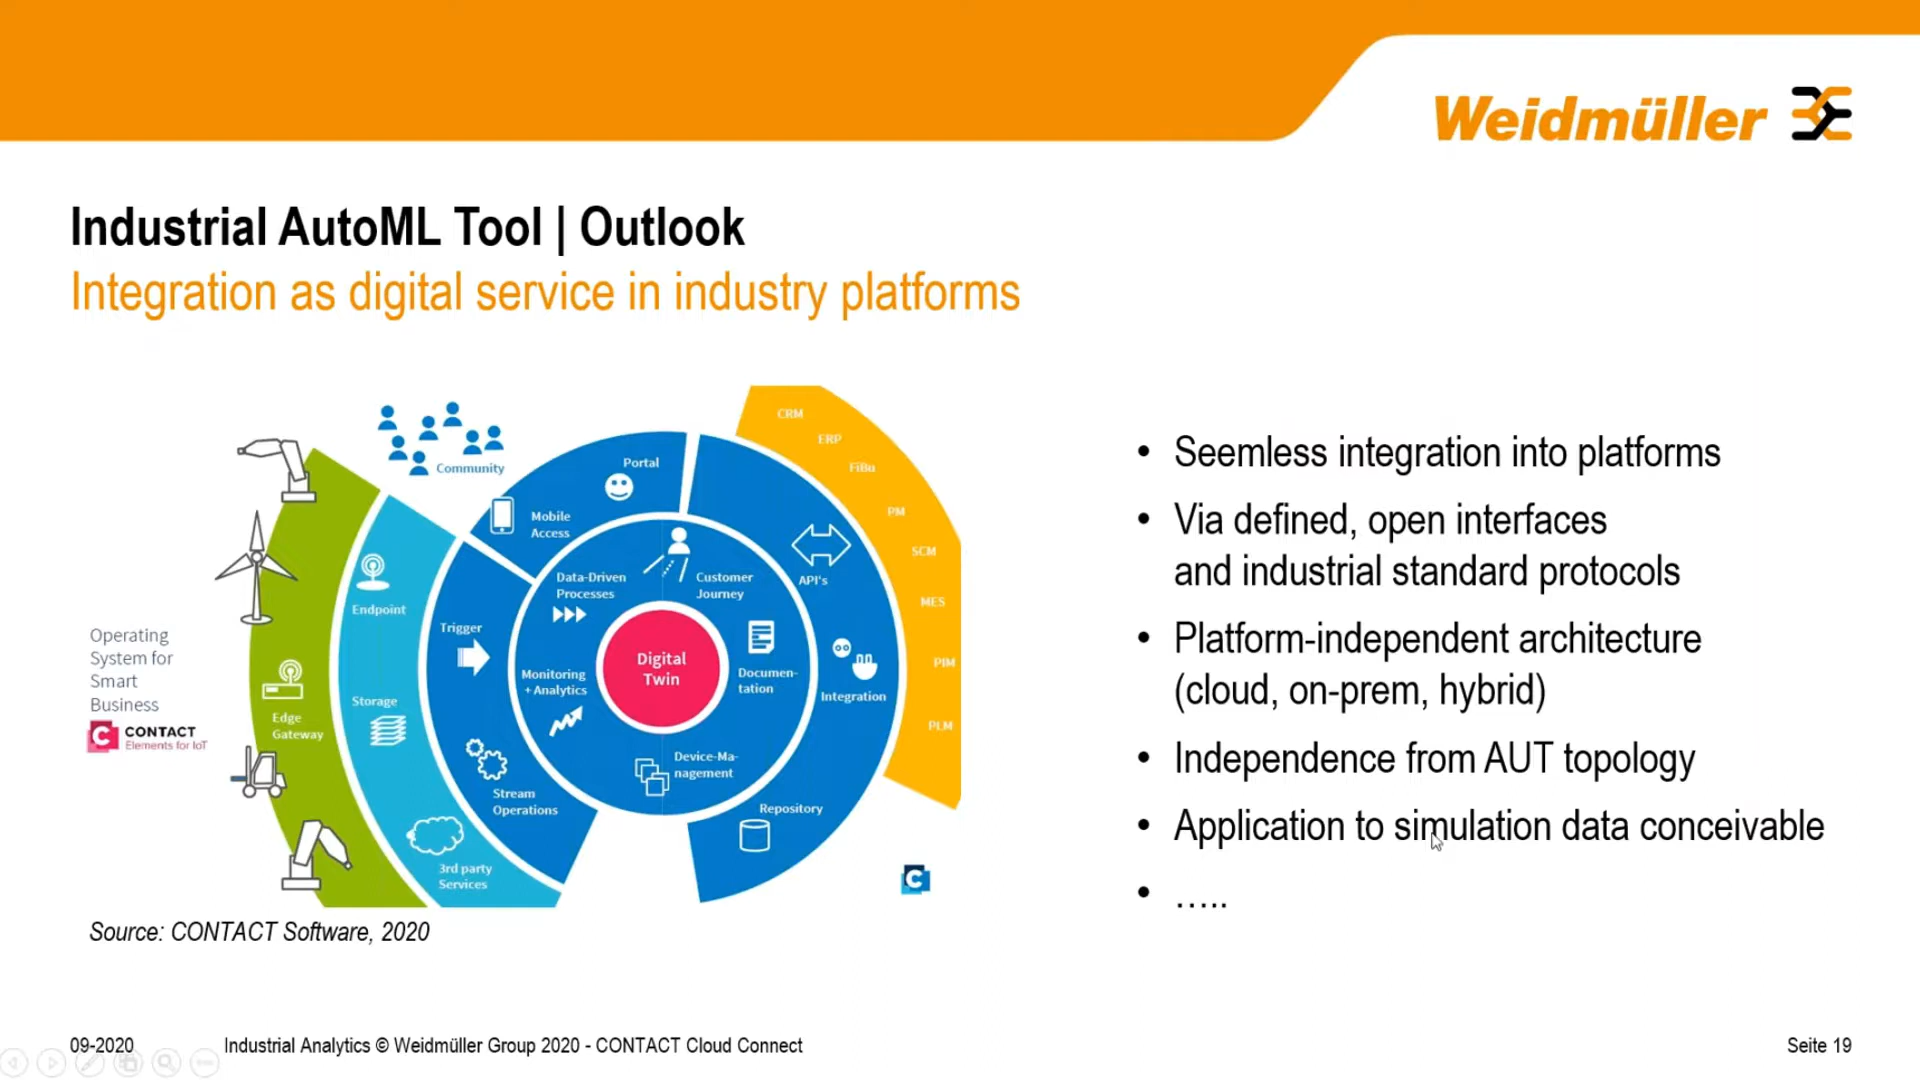 Weidmüller
Industrial AutoML Tool | Outlook
Integration as digital service in industry platforms
Community
Portal
Mobile
Access
CRM
ERP
FiBu
PM
SCM
MES
PIM
PLM
Data-Driven
Processes
Customer
Journey
API's
Endpoint
Trigger
Operating
System for
Smart
Business
CONTACT
Elements for IoT
Digital
Twin
Monitoring
+ Analytics
Documen-
tation
Integration
Storage
Edge
Gateway
Device-Ma-
nagement
Stream
Operations
Repository
3rd party
Services
C
Source: CONTACT Software, 2020
• Seemless integration into platforms
• Via defined, open interfaces
and industrial standard protocols
• Platform-independent architecture
(cloud, on-prem, hybrid)
• Independence from AUT topology
• Application to simulation data conceivable
• .....
09-2020
Industrial Analytics © Weidmüller Group 2020 - CONTACT Cloud Connect
Seite 19